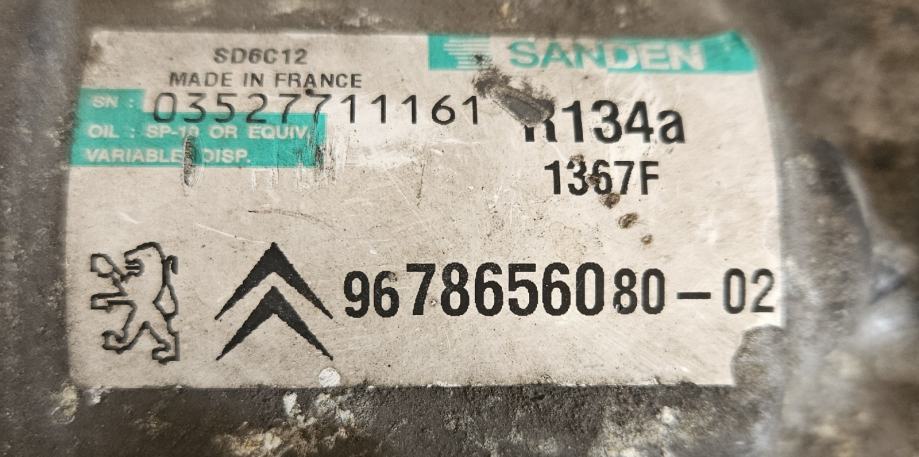 SD6C12
MADE IN FRANCE
SANDEN
SN : 03527711161
OIL : SP-10 OR EQUIV.
VARIABLE DISP.
R134a
1367F
9678656080-02